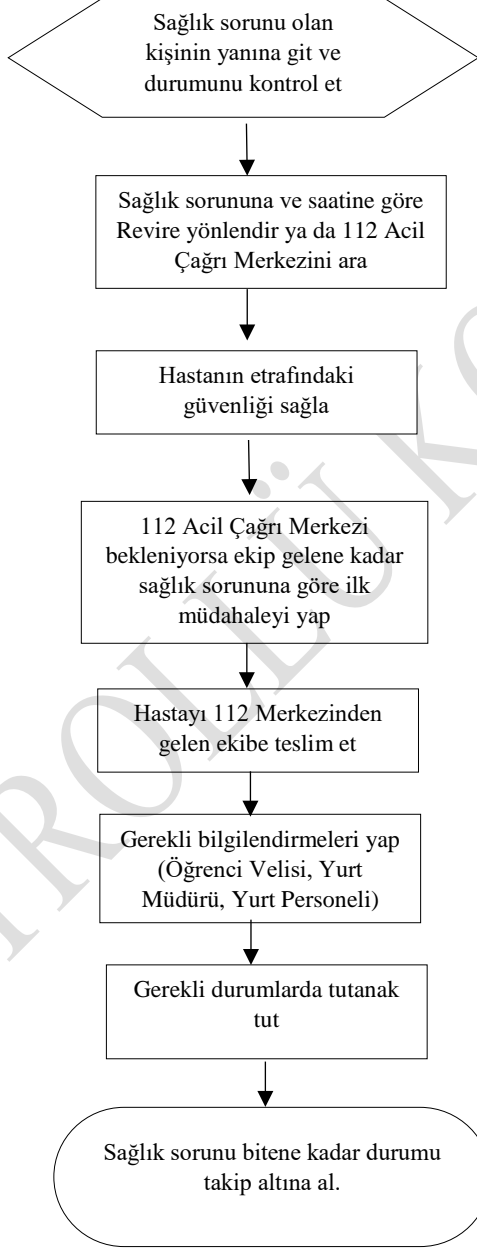 Sağlık sorunu olan
kişinin yanına git ve
durumunu kontrol et
Sağlık sorununa ve saatine göre
Revire yönlendir ya da 112 Acil
Çağrı Merkezini ara
Hastanın etrafındaki
güvenliği sağla
112 Acil Çağrı Merkezi
bekleniyorsa ekip gelene kadar
sağlık sorununa göre ilk
müdahaleyi yap
Hastayı 112 Merkezinden
gelen ekibe teslim et
Gerekli bilgilendirmeleri yap
(Öğrenci Velisi, Yurt
Müdürü, Yurt Personeli)
Gerekli durumlarda tutanak
tut
Sağlık sorunu bitene kadar durumu
takip altına al.